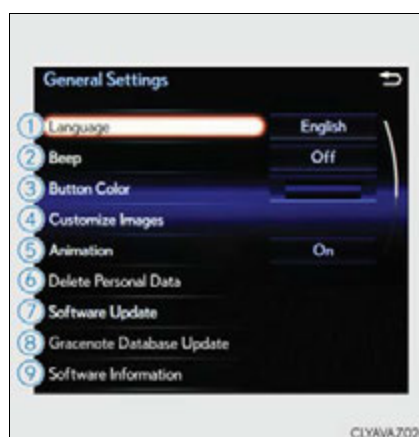 General Settings
1 Language English
2 Beep Off
3 Button Color
4 Customize Images
5 Animation On
6 Delete Personal Data
7 Software Update
8 Gracenote Database Update
9 Software Information
CLYAVAZ02